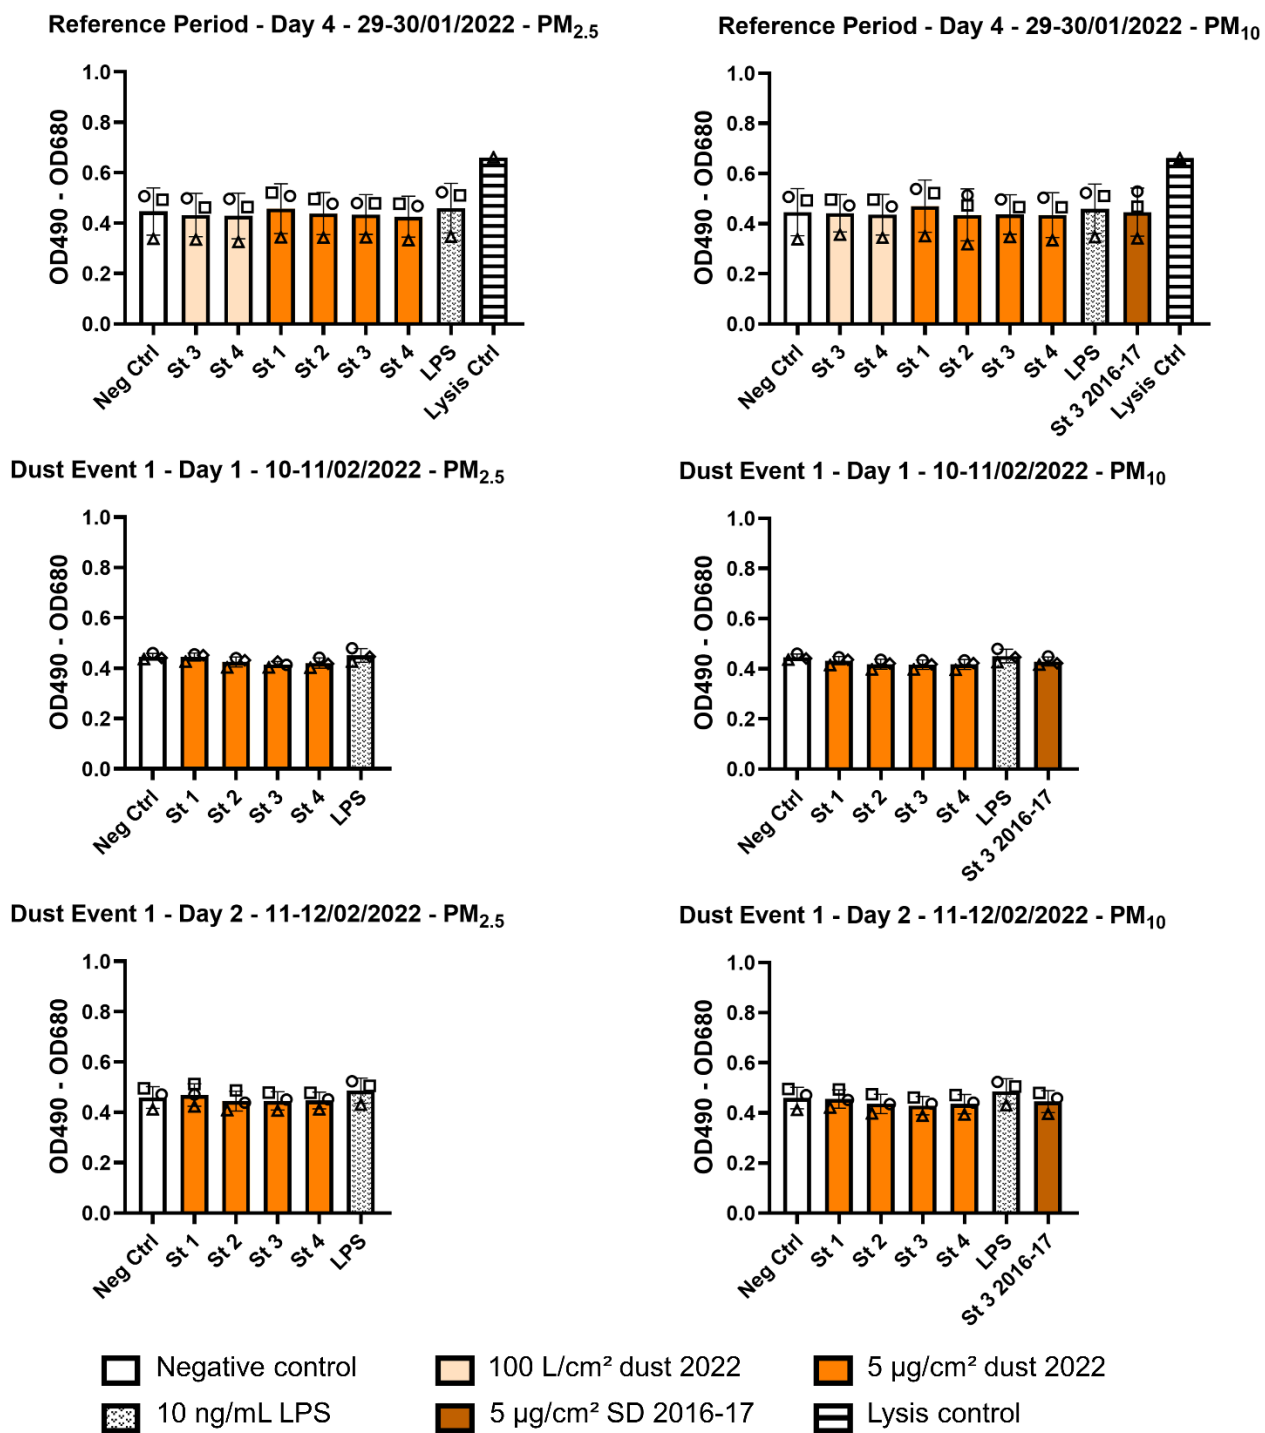 Reference Period - Day 4 - 29-30/01/2022 - PM2.5
OD490 - OD680
1.0
0.8
0.6
0.4
0.2
0.0
Neg Ctrl
St 3
St 4
St 1
St 2
St 3
St 4
LPS
Lysis Ctrl
Reference Period - Day 4 - 29-30/01/2022 - PM10
OD490 - OD680
1.0
0.8
0.6
0.4
0.2
0.0
Neg Ctrl
St 3
St 4
St 1
St 2
St 3
St 4
LPS
St 3 2016-17
Lysis Ctrl
Dust Event 1 - Day 1 - 10-11/02/2022 - PM2.5
OD490 - OD680
1.0
0.8
0.6
0.4
0.2
0.0
Neg Ctrl
St 1
St 2
St 3
St 4
LPS
Dust Event 1 - Day 1 - 10-11/02/2022 - PM10
OD490 - OD680
1.0
0.8
0.6
0.4
0.2
0.0
Neg Ctrl
St 1
St 2
St 3
St 4
LPS
St 3 2016-17
Dust Event 1 - Day 2 - 11-12/02/2022 - PM2.5
OD490 - OD680
1.0
0.8
0.6
0.4
0.2
0.0
Neg Ctrl
St 1
St 2
St 3
St 4
LPS
Dust Event 1 - Day 2 - 11-12/02/2022 - PM10
OD490 - OD680
1.0
0.8
0.6
0.4
0.2
0.0
Neg Ctrl
St 1
St 2
St 3
St 4
LPS
St 3 2016-17
Negative control
100 L/cm² dust 2022
5 µg/cm² dust 2022
10 ng/mL LPS
5 µg/cm² SD 2016-17
Lysis control